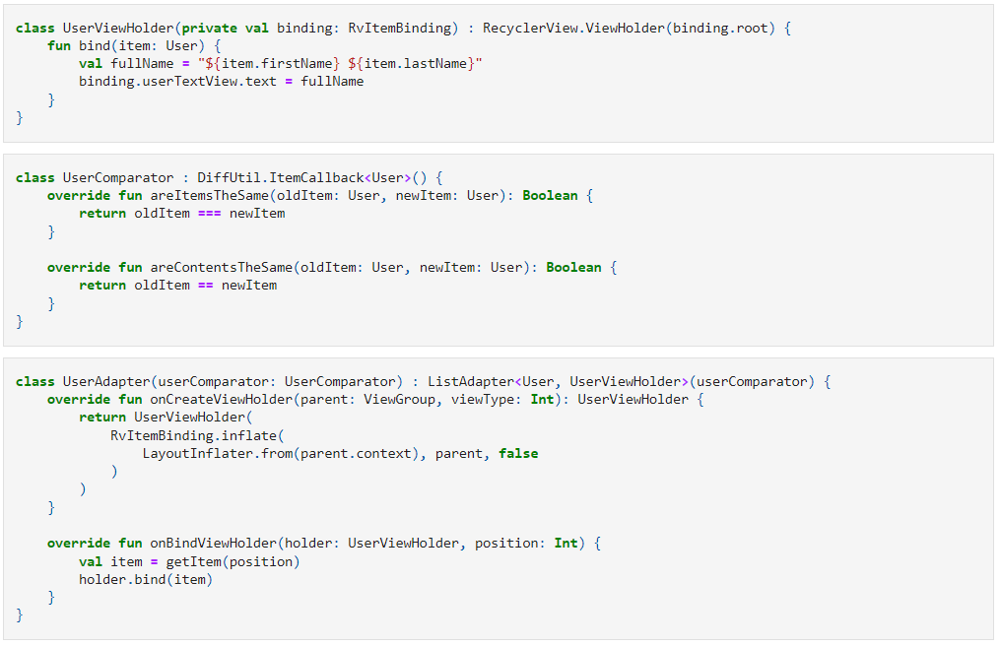 class UserViewHolder(private val binding: RvItemBinding) : RecyclerView.ViewHolder(binding.root) {
    fun bind(item: User) {
        val fullName = "${item.firstName} ${item.lastName}"
        binding.userTextView.text = fullName
    }
}
class UserComparator : DiffUtil.ItemCallback<User>() {
    override fun areItemsTheSame(oldItem: User, newItem: User): Boolean {
        return oldItem === newItem
    }
    override fun areContentsTheSame(oldItem: User, newItem: User): Boolean {
        return oldItem == newItem
    }
}
class UserAdapter(userComparator: UserComparator) : ListAdapter<User, UserViewHolder>(userComparator) {
    override fun onCreateViewHolder(parent: ViewGroup, viewType: Int): UserViewHolder {
        return UserViewHolder(
            RvItemBinding.inflate(
                LayoutInflater.from(parent.context), parent, false
            )
        )
    }
    override fun onBindViewHolder(holder: UserViewHolder, position: Int) {
        val item = getItem(position)
        holder.bind(item)
    }
}